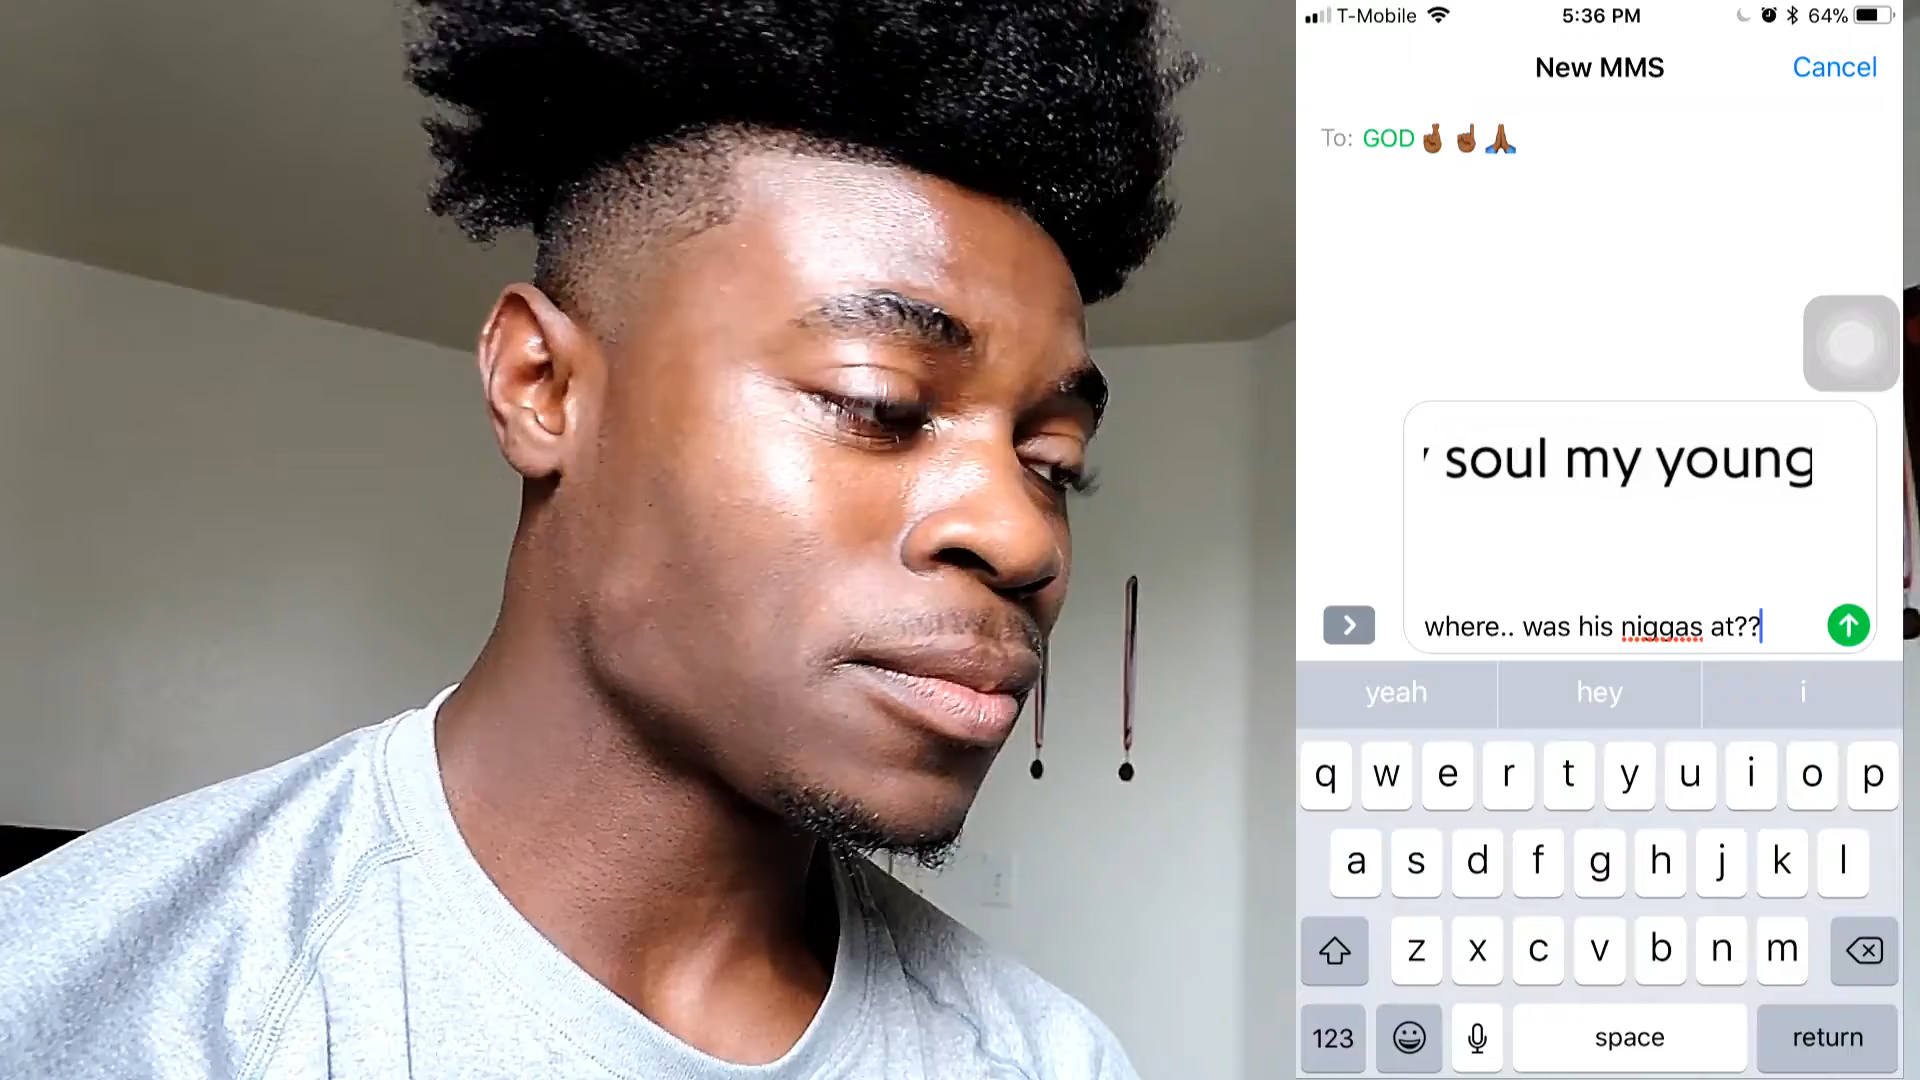 T-Mobile 5:36 PM 64%
New MMS Cancel
To: GOD🤞🏾☝🏾🙏🏾
soul my young
where.. was his niggas at??
yeah hey i
q w e r t y u i o p
a s d f g h j k l
z x c v b n m
123 space return